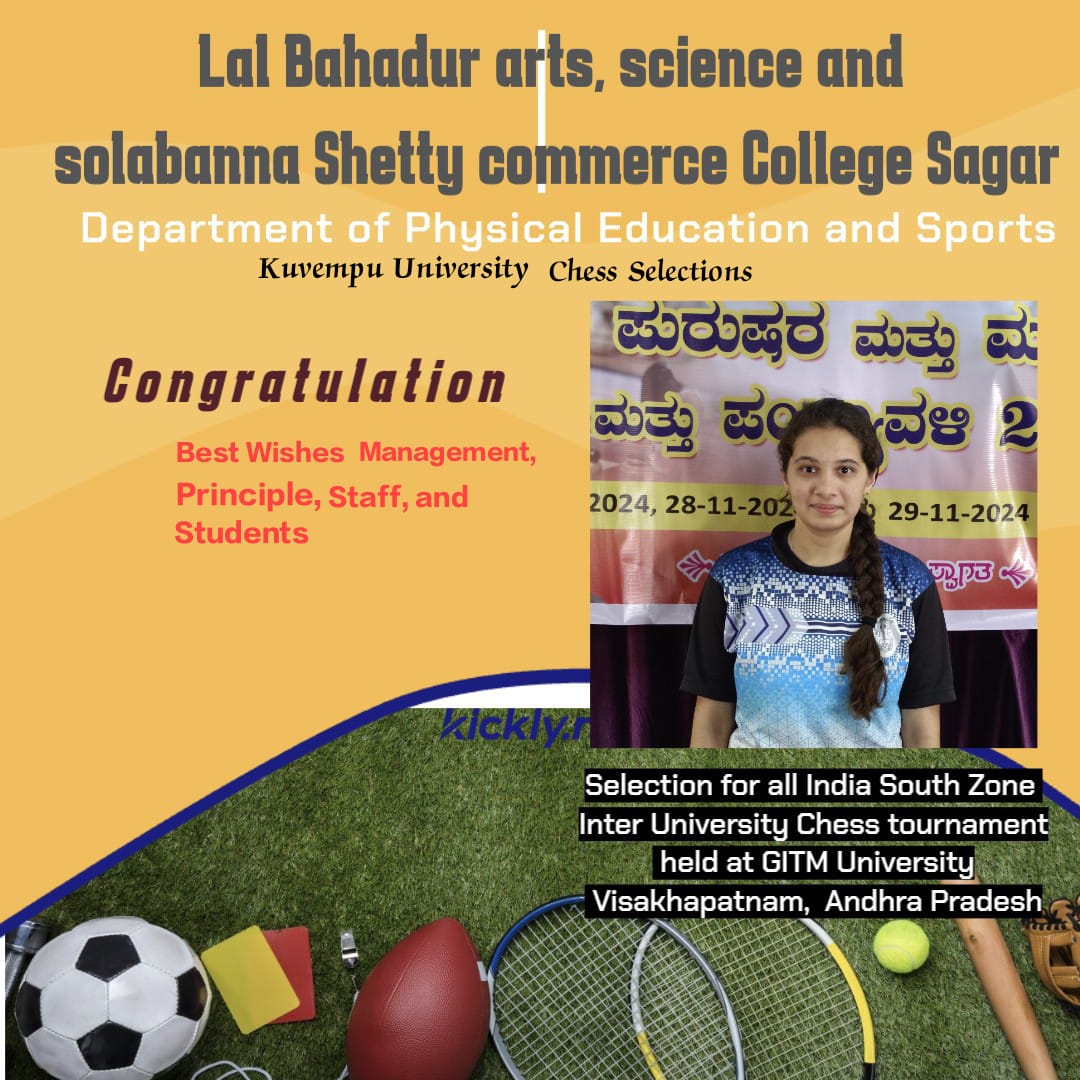 Lal Bahadur arts, science and
solabanna Shetty commerce College Sagar
Department of Physical Education and Sports
Kuvempu University Chess Selections
Congratulation
Best Wishes Management,
Principle, Staff, and
Students
ಪುರುಷರ ಮತ್ತು ಮ
ಮತ್ತು 2
2024, 28-11-202 29-11-2024
kickly.r
Selection for all India South Zone
Inter University Chess tournament
held at GITM University
Visakhapatnam, Andhra Pradesh